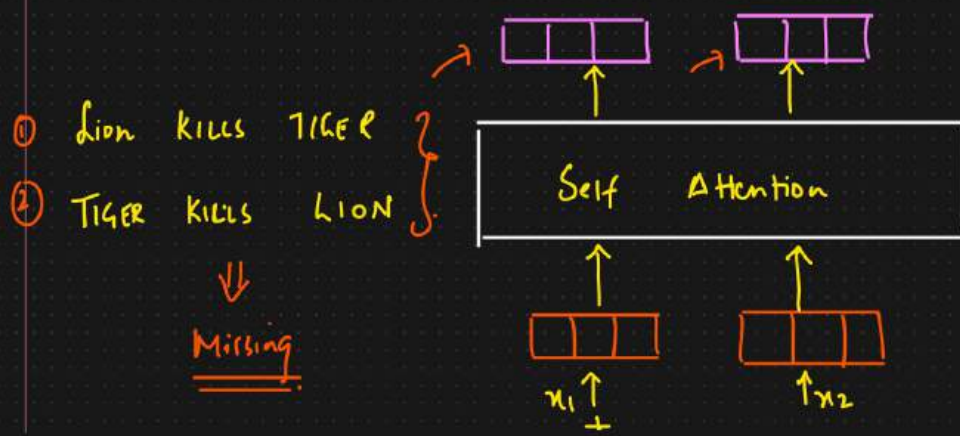 ① Lion KILLS TIGER
② TIGER KILLS LION
Missing
Self Attention
x1 x2